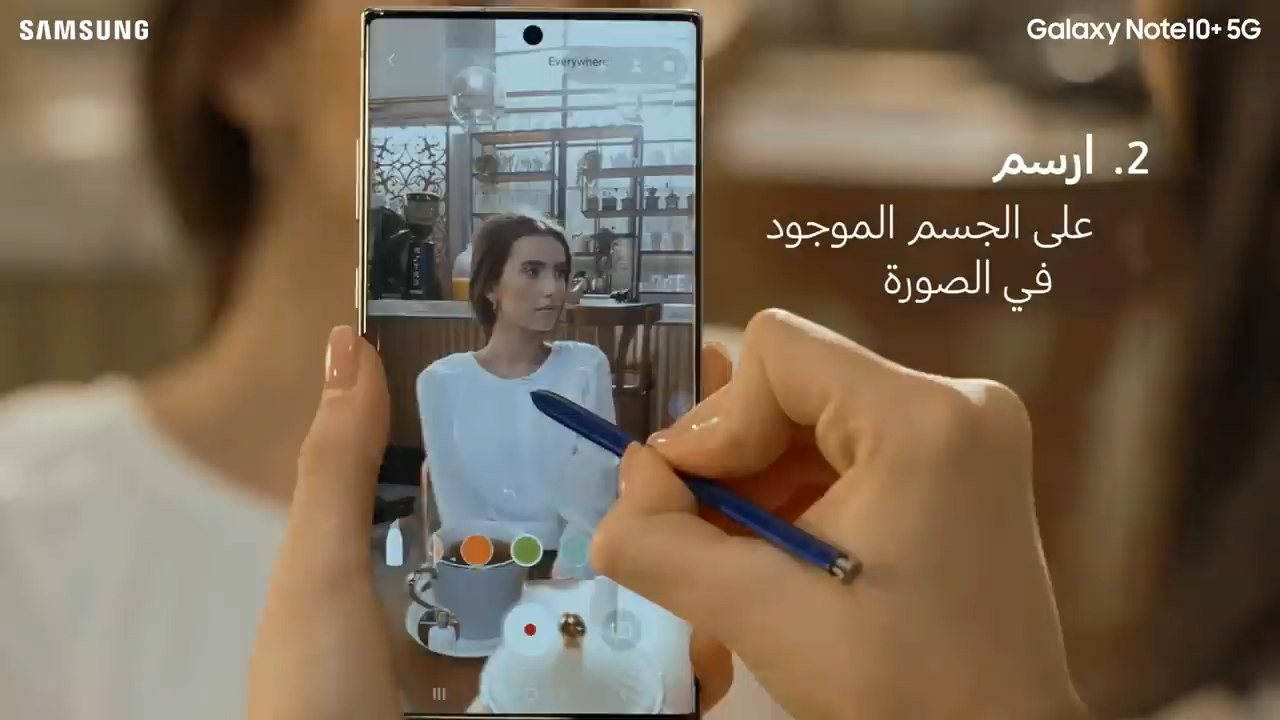 SAMSUNG
Galaxy Note10+ 5G
Everywhere
2. ارسم
على الجسم الموجود
في الصورة